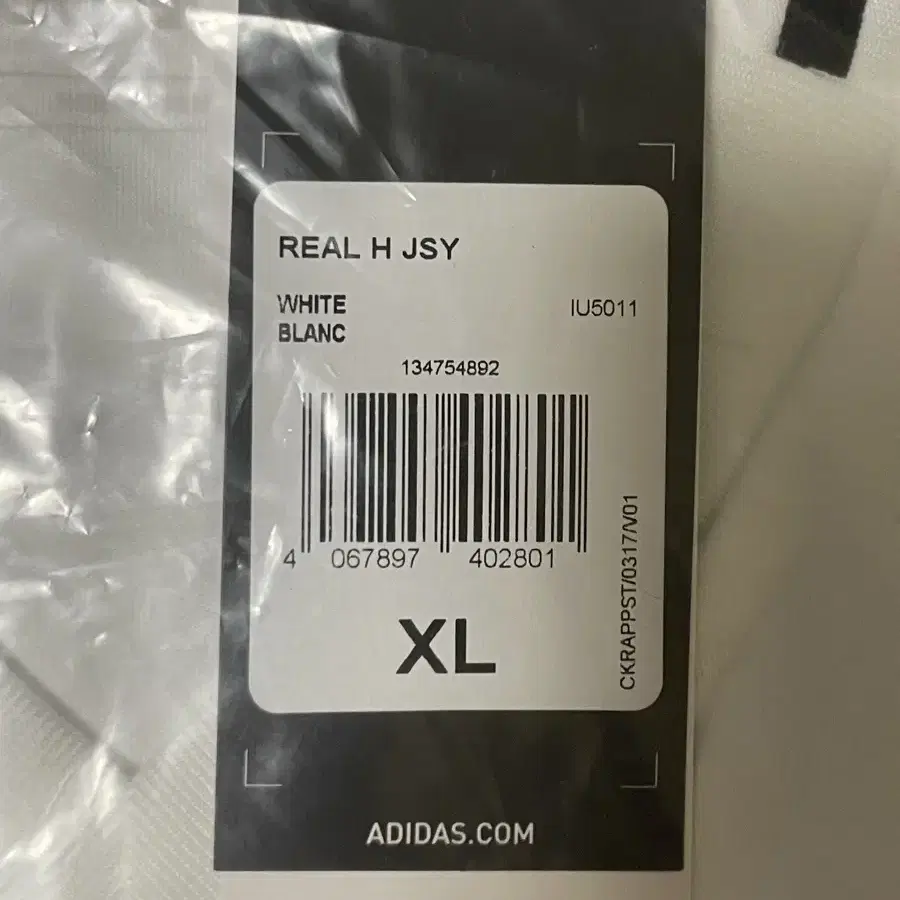 REAL H JSY
WHITE
IU5011
BLANC
134754892
4 067897 402801
CKRAPPST/0317/V01
XL
ADIDAS.COM